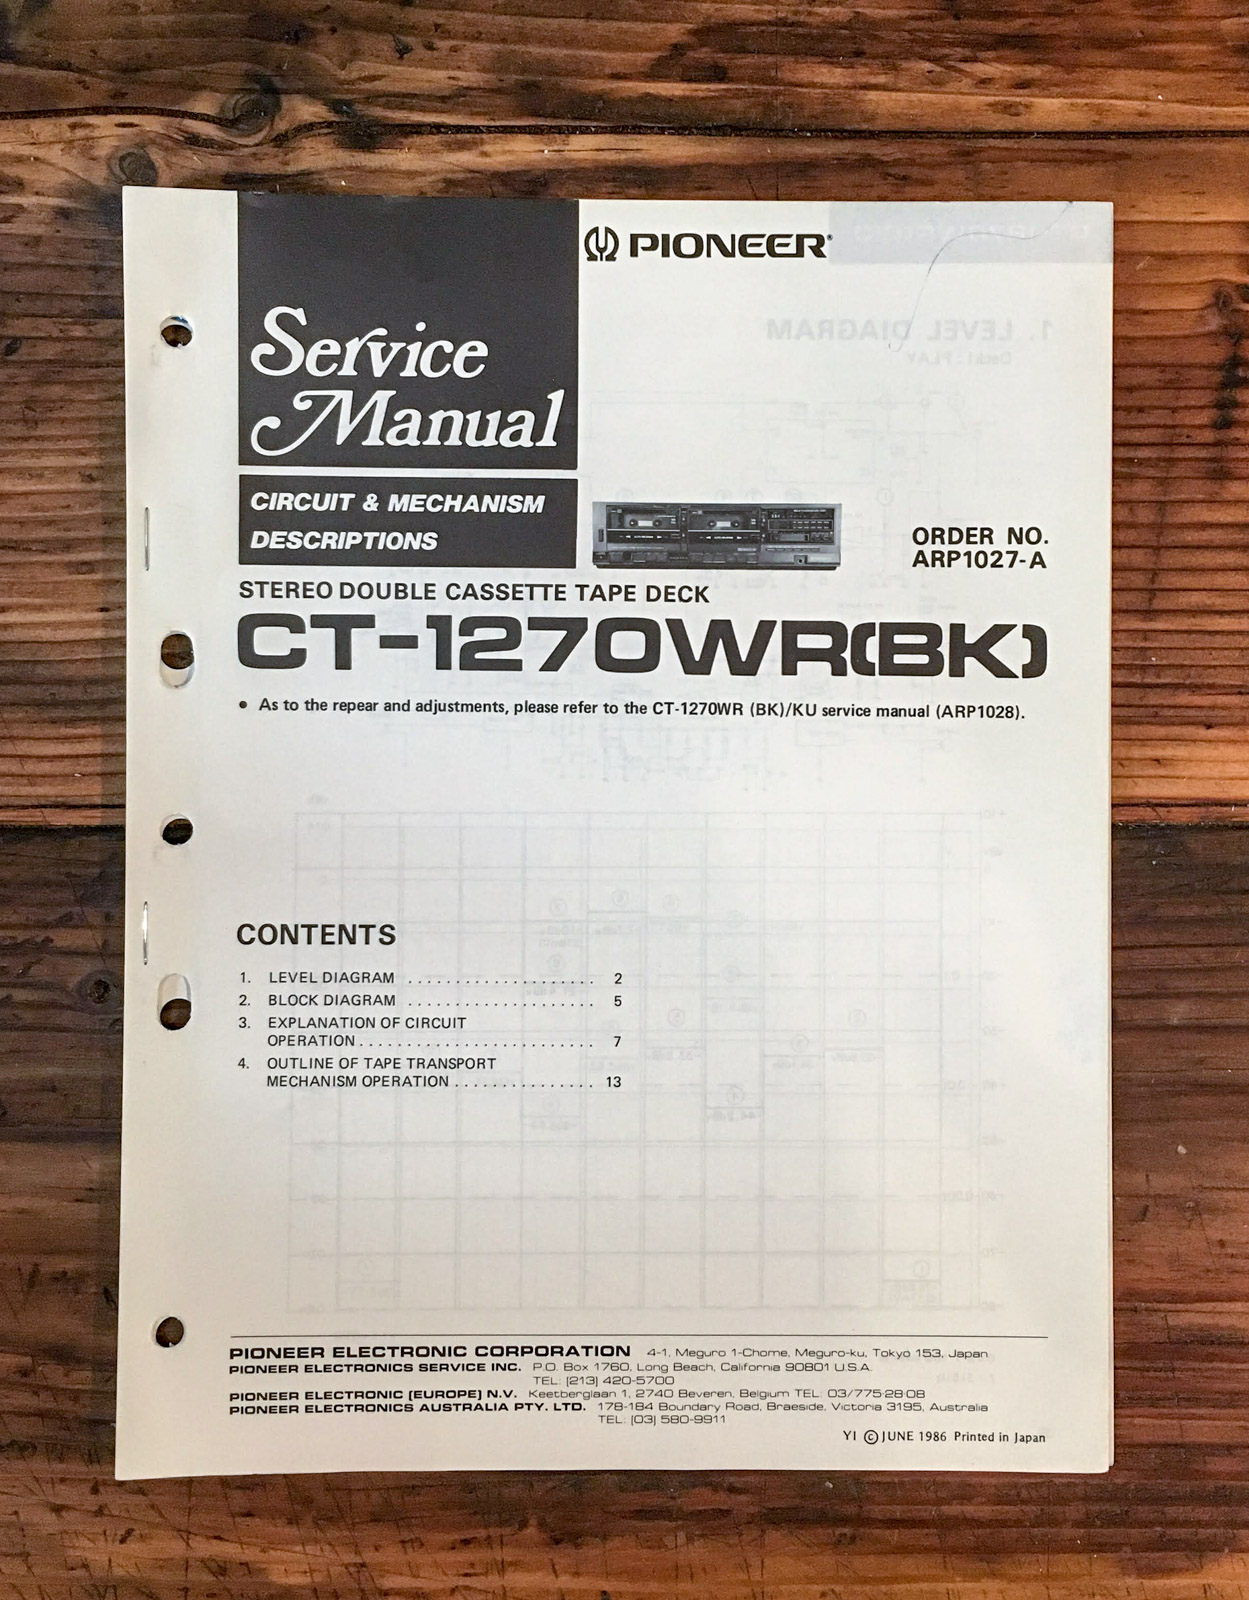 PIONEER®
Service
Manual
CIRCUIT & MECHANISM
DESCRIPTIONS
ORDER NO.
ARP1027-A
STEREO DOUBLE CASSETTE TAPE DECK
CT-1270WR(BK)
• As to the repear and adjustments, please refer to the CT-1270WR (BK)/KU service manual (ARP1028).
1. LEVEL DIAGRAM
CONTENTS
1. LEVEL DIAGRAM .................... 2
2. BLOCK DIAGRAM .................... 5
3. EXPLANATION OF CIRCUIT
OPERATION ........................ 7
4. OUTLINE OF TAPE TRANSPORT
MECHANISM OPERATION ............... 13
PIONEER ELECTRONIC CORPORATION 4-1, Meguro 1-Chome, Meguro-ku, Tokyo 153, Japan
PIONEER ELECTRONICS SERVICE INC. P.O. Box 1760, Long Beach, California 90801 U.S.A.
TEL: (213) 420-5700
PIONEER ELECTRONIC (EUROPE) N.V. Keetberglaan 1, 2740 Beveren, Belgium TEL: 03/775·28·08
PIONEER ELECTRONICS AUSTRALIA PTY. LTD. 178-184 Boundary Road, Braeside, Victoria 3195, Australia
TEL: (03) 580-9911
YI © JUNE 1986 Printed in Japan